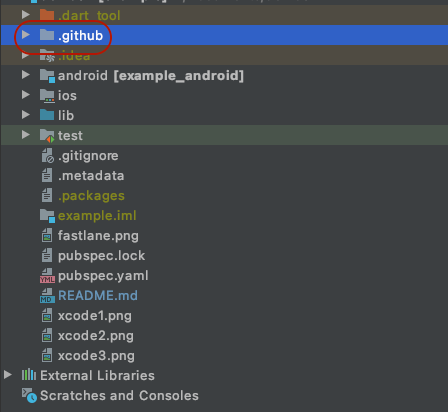 .dart_tool
.github
.idea
android [example_android]
ios
lib
test
.gitignore
.metadata
.packages
example.iml
fastlane.png
pubspec.lock
pubspec.yaml
README.md
xcode1.png
xcode2.png
xcode3.png
External Libraries
Scratches and Consoles